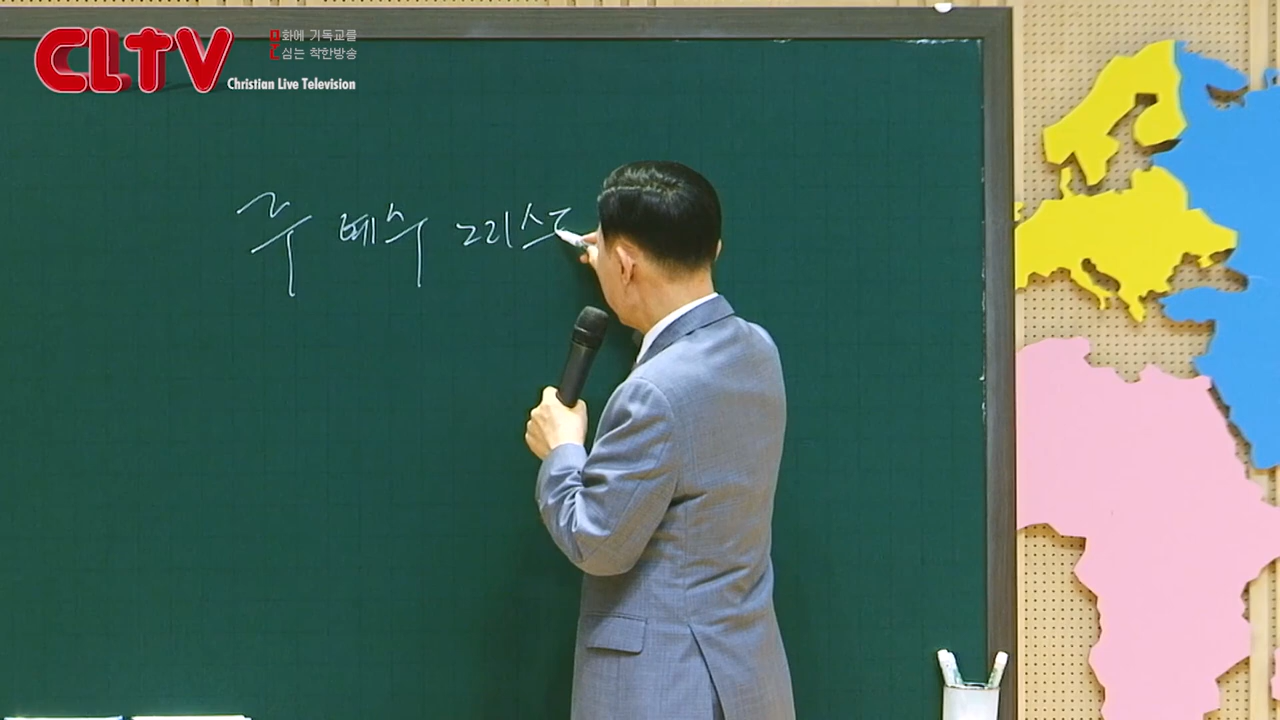 CLTV
문화에 기독교를
심는 착한방송
Christian Live Television
주 예수 그리스도